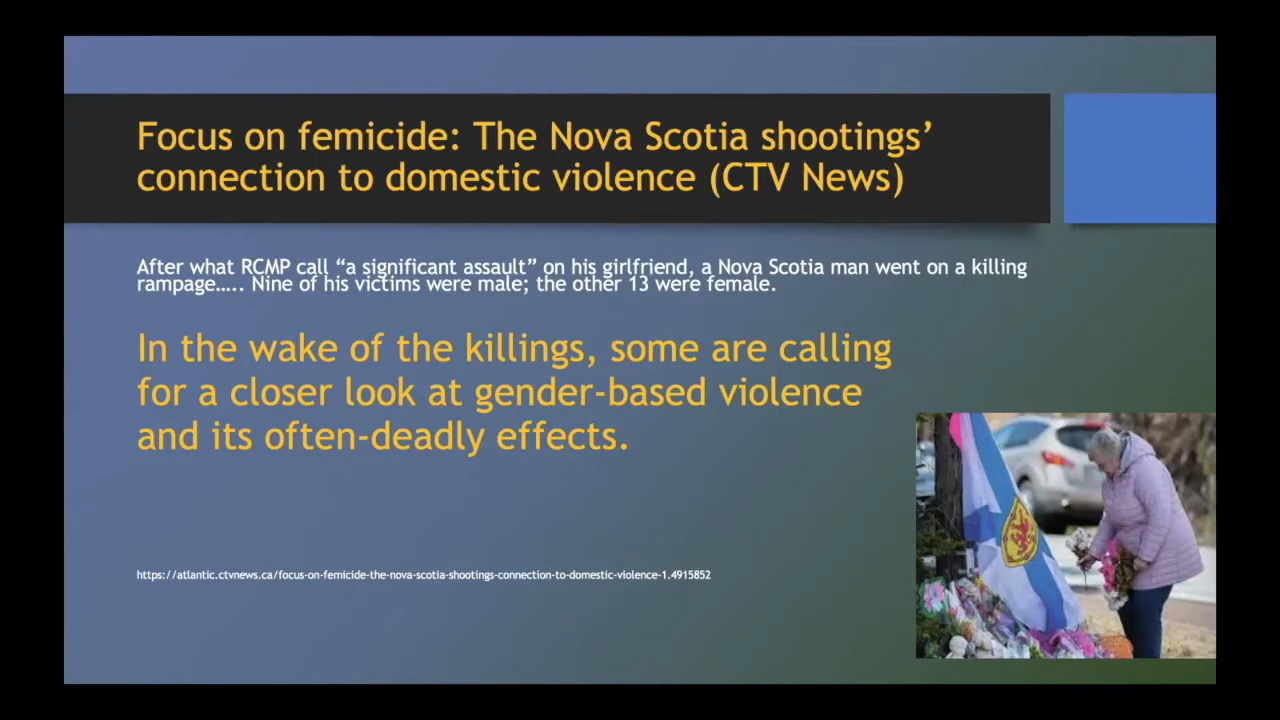 Focus on femicide: The Nova Scotia shootings’
connection to domestic violence (CTV News)
After what RCMP call “a significant assault” on his girlfriend, a Nova Scotia man went on a killing
rampage….. Nine of his victims were male; the other 13 were female.
In the wake of the killings, some are calling
for a closer look at gender-based violence
and its often-deadly effects.
https://atlantic.ctvnews.ca/focus-on-femicide-the-nova-scotia-shootings-connection-to-domestic-violence-1.4915852